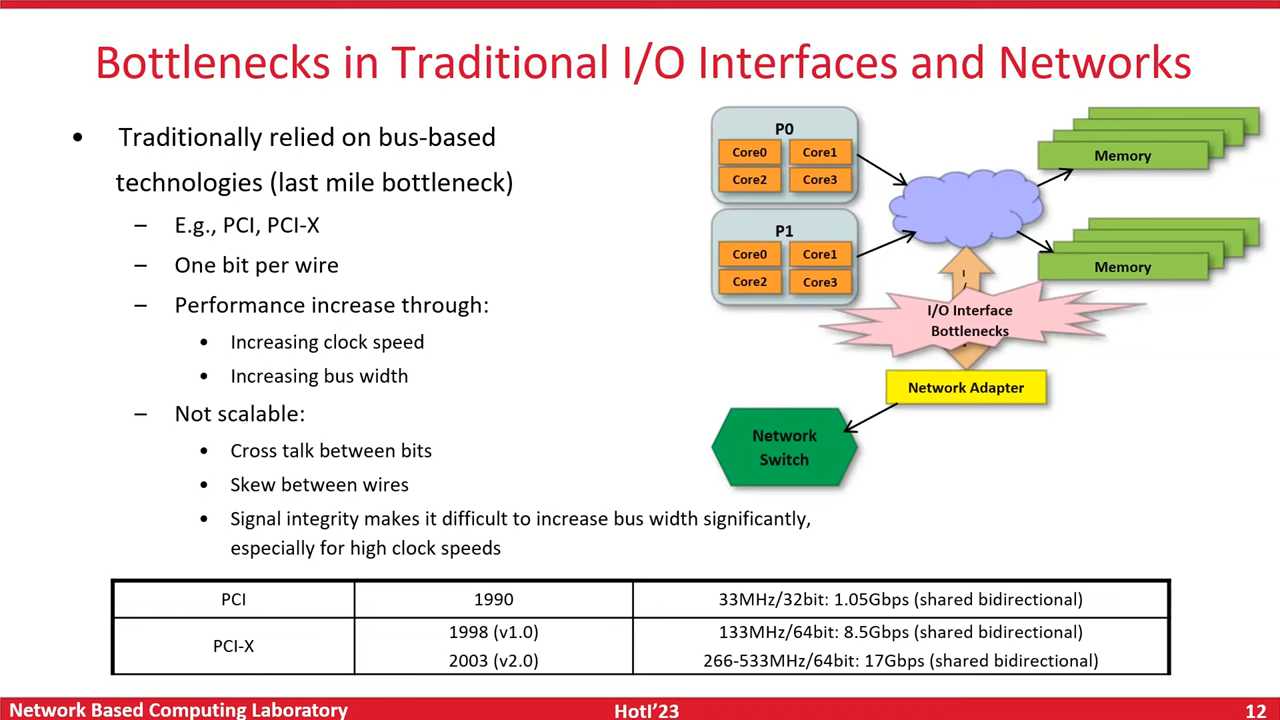 Bottlenecks in Traditional I/O Interfaces and Networks
• Traditionally relied on bus-based
technologies (last mile bottleneck)
– E.g., PCI, PCI-X
– One bit per wire
– Performance increase through:
• Increasing clock speed
• Increasing bus width
– Not scalable:
• Cross talk between bits
• Skew between wires
• Signal integrity makes it difficult to increase bus width significantly,
especially for high clock speeds
P0
Core0 Core1
Core2 Core3
P1
Core0 Core1
Core2 Core3
Memory
Memory
I
/
I/O Interface
Bottlenecks
Network Adapter
Network
Switch
PCI 1990 33MHz/32bit: 1.05Gbps (shared bidirectional)
PCI-X
1998 (v1.0) 133MHz/64bit: 8.5Gbps (shared bidirectional)
2003 (v2.0) 266-533MHz/64bit: 17Gbps (shared bidirectional)
Network Based Computing Laboratory HotI’23 12